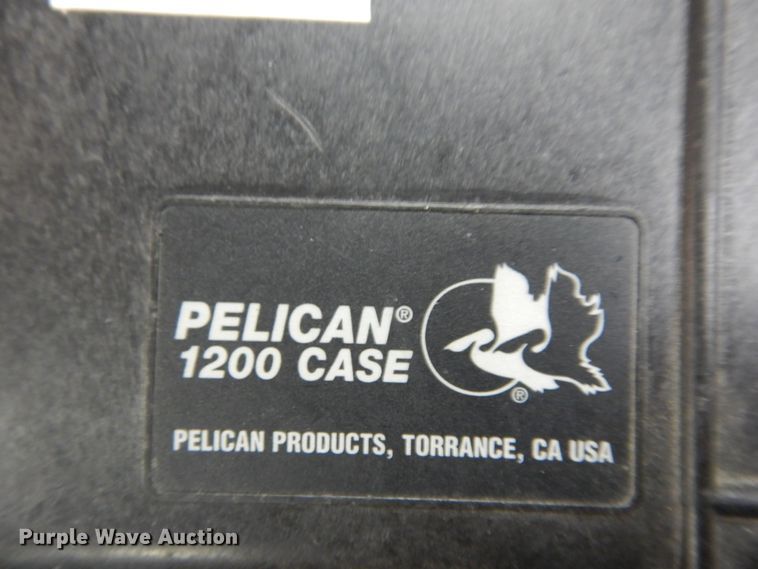 PELICAN®
1200 CASE
®
PELICAN PRODUCTS, TORRANCE, CA USA
Purple Wave Auction